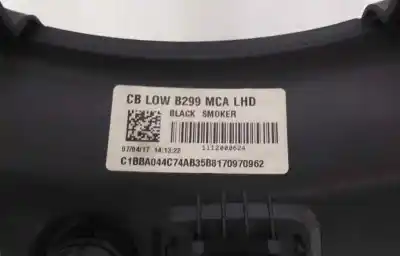 CB LOW B299 MCA LHD
BLACK SMOKER
1112000624
07/04/17 14:13:22
C1BBA044C74AB35B8170970962